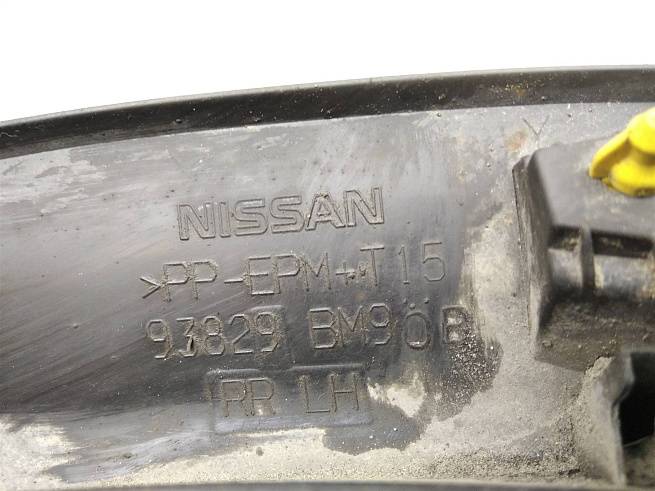 NISSAN
>PP-EPM+T15
93829 BM90B
RR LH